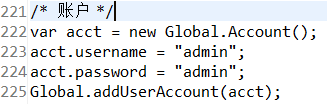 221 /* 账户 */
222 var acct = new Global.Account();
223 acct.username = "admin";
224 acct.password = "admin";
225 Global.addUserAccount(acct);